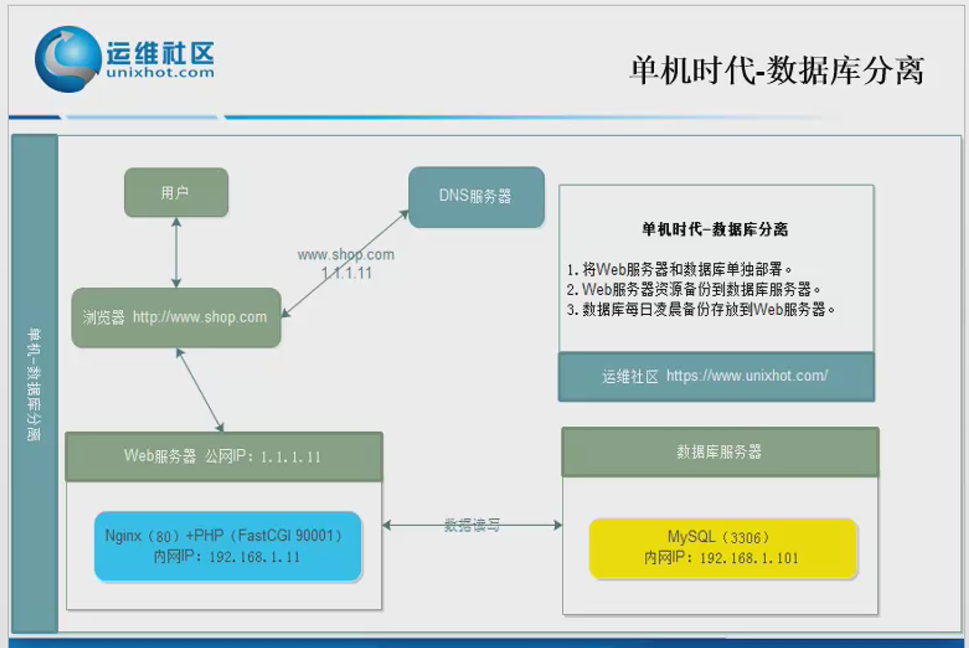 运维社区
unixhot.com
单机时代-数据库分离
单机-数据库分离
用户
DNS服务器
www.shop.com
1.1.1.11
浏览器 http://www.shop.com
单机时代-数据库分离
1. 将Web服务器和数据库单独部署。
2. Web服务器资源备份到数据库服务器。
3. 数据库每日凌晨备份存放到Web服务器。
运维社区 https://www.unixhot.com/
Web服务器 公网IP：1.1.1.11
Nginx（80）+PHP（FastCGI 90001）
内网IP：192.168.1.11
数据读写
数据库服务器
MySQL（3306）
内网IP：192.168.1.101